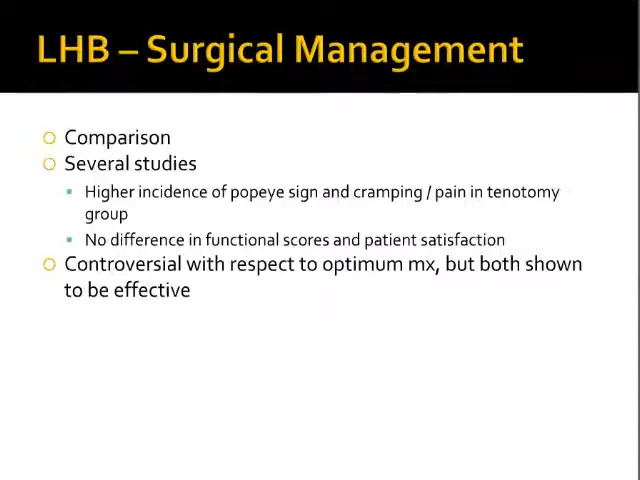 LHB – Surgical Management
Comparison
Several studies
Higher incidence of popeye sign and cramping / pain in tenotomy
group
No difference in functional scores and patient satisfaction
Controversial with respect to optimum mx, but both shown
to be effective